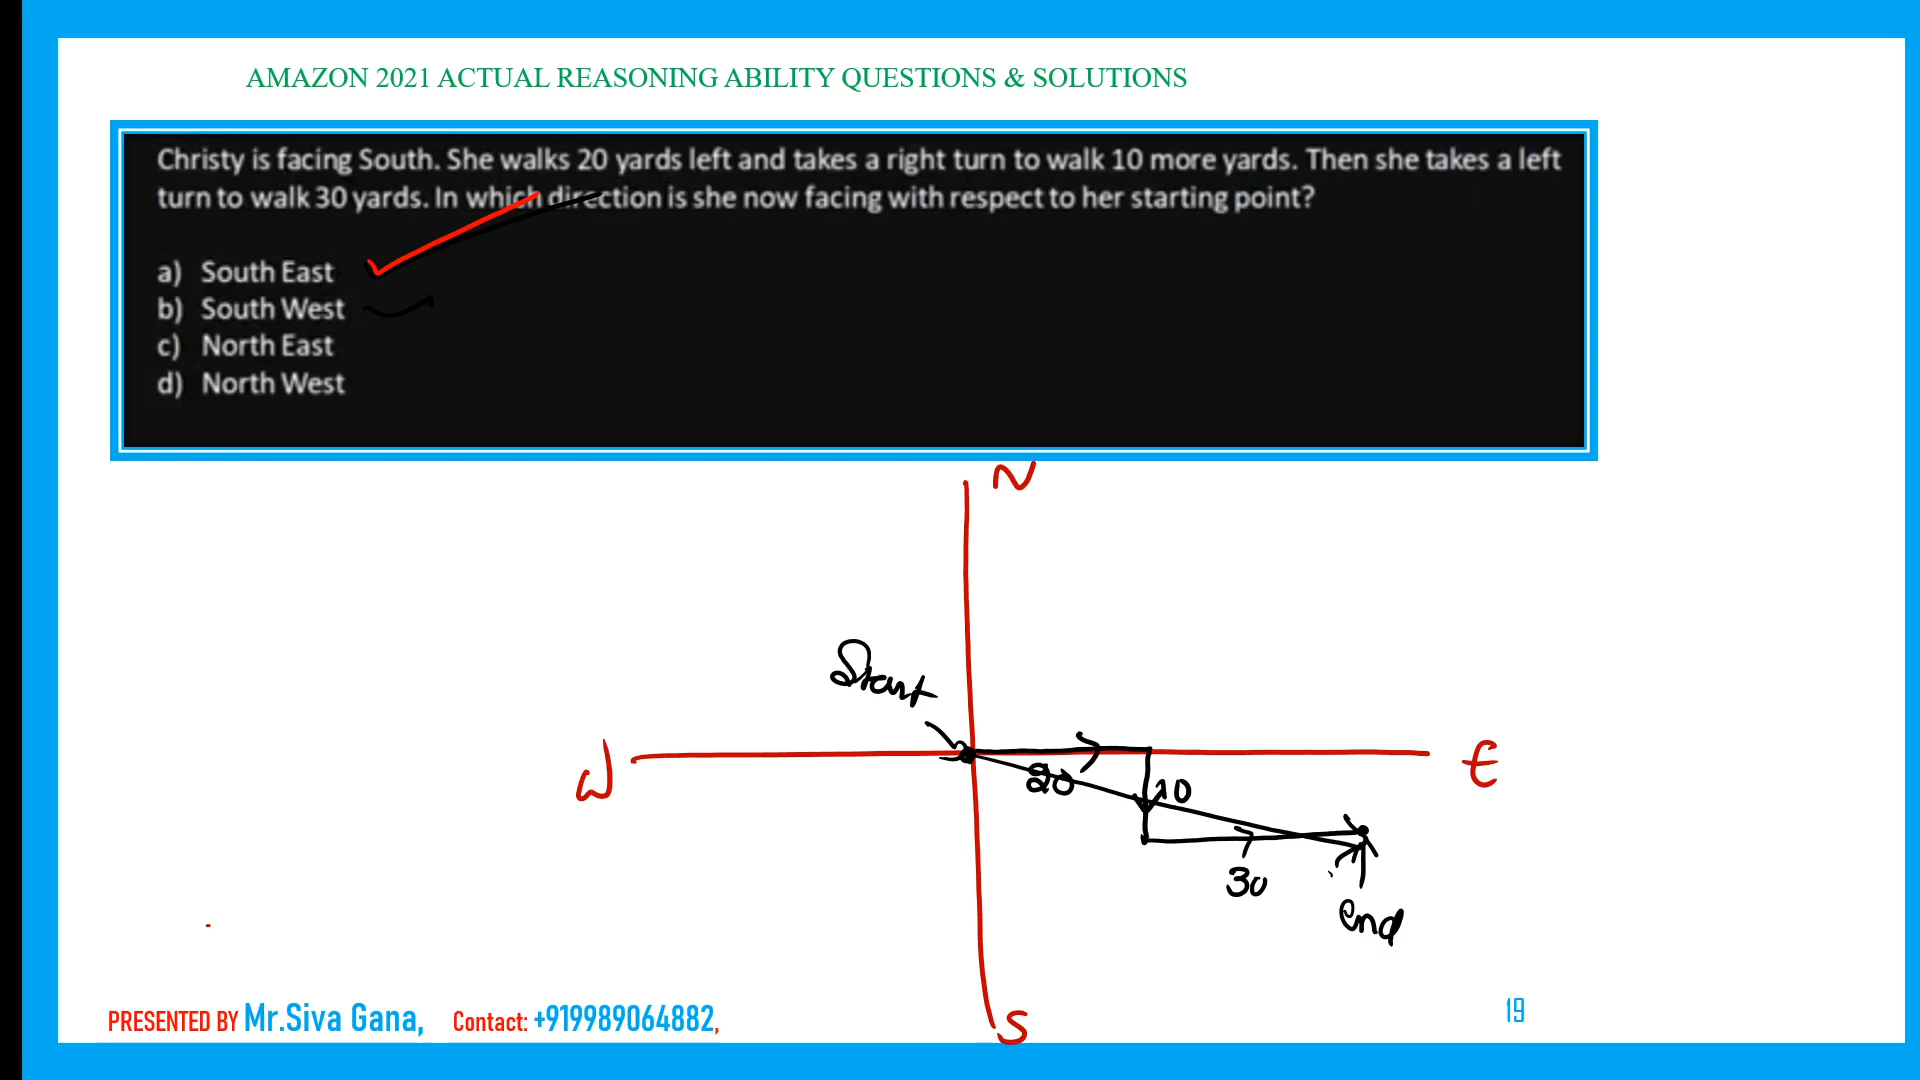 AMAZON 2021 ACTUAL REASONING ABILITY QUESTIONS & SOLUTIONS
Christy is facing South. She walks 20 yards left and takes a right turn to walk 10 more yards. Then she takes a left
turn to walk 30 yards. In which direction is she now facing with respect to her starting point?
a) South East
b) South West
c) North East
d) North West
N
Start
W
E
20
10
30
end
S
PRESENTED BY Mr.Siva Gana, Contact: +919989064882,
19